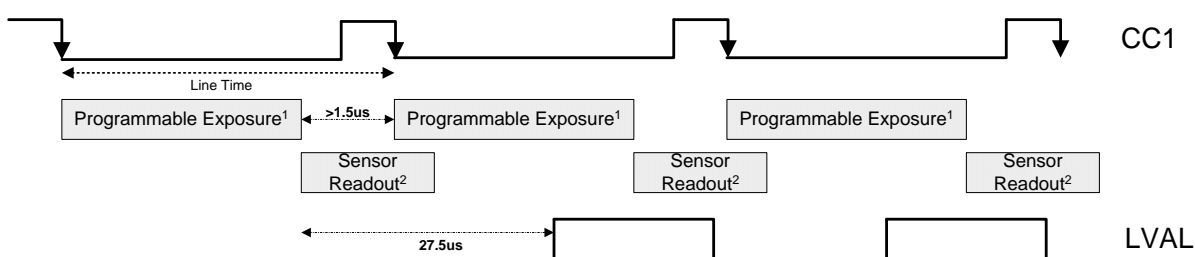 CC1
Line Time
Programmable Exposure¹
>1.5us
Programmable Exposure¹
Programmable Exposure¹
Sensor
Readout²
Sensor
Readout²
Sensor
Readout²
27.5us
LVAL